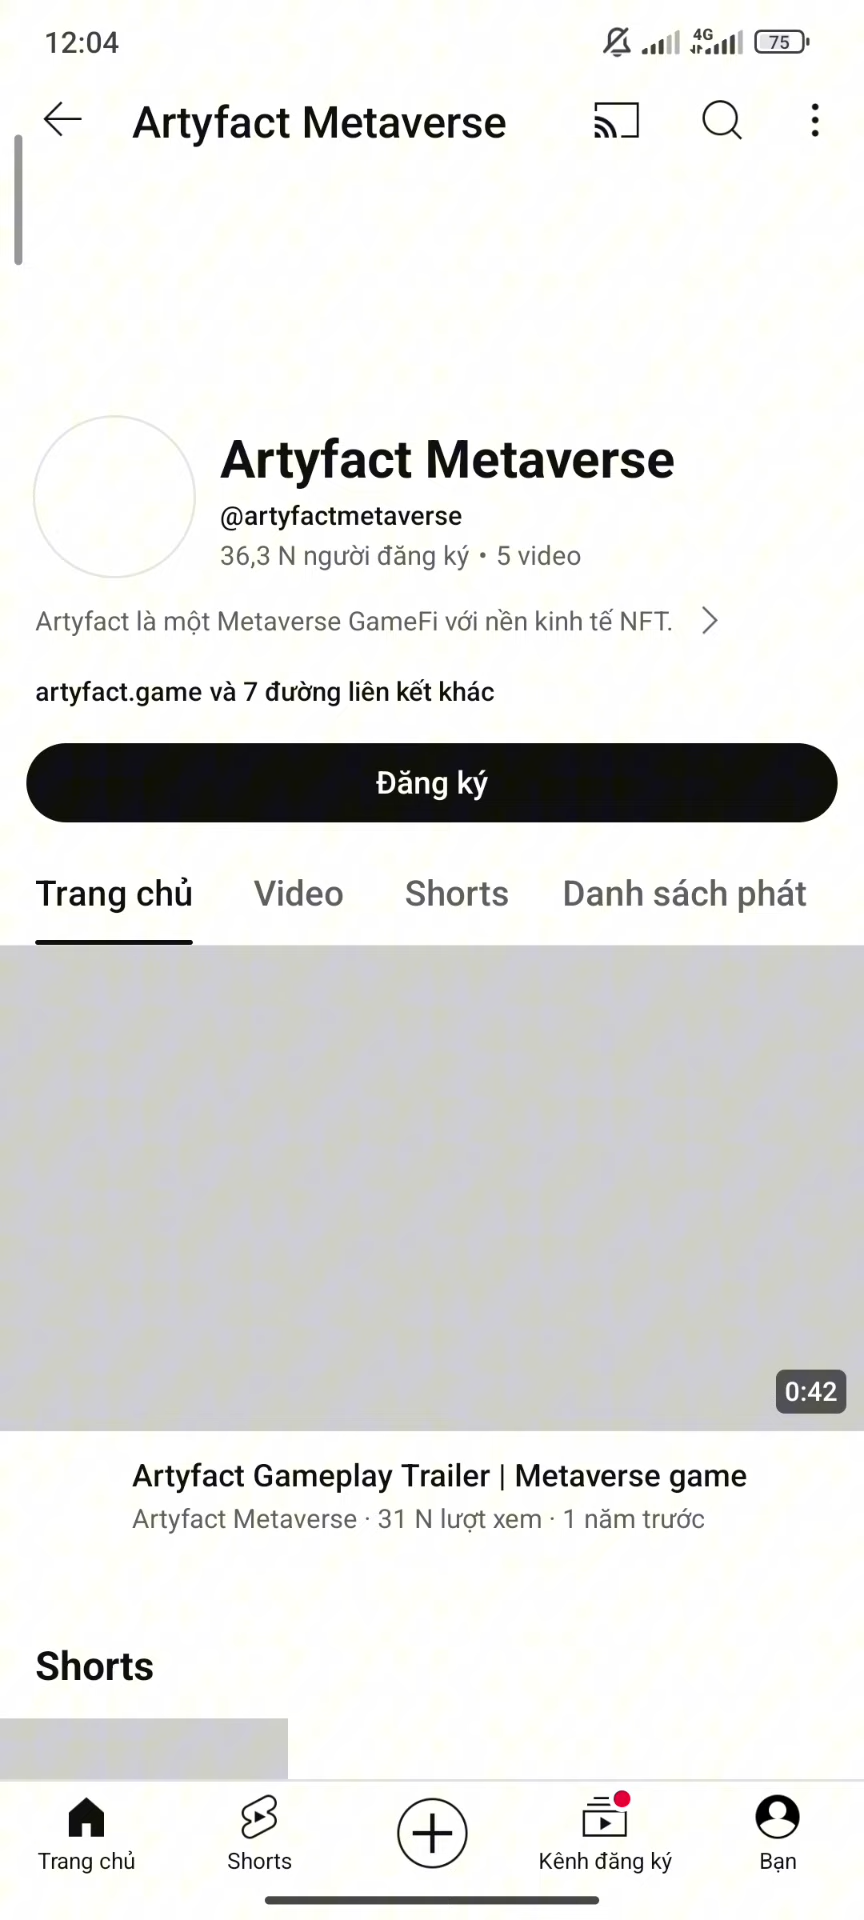 12:04
4G
75
Artyfact Metaverse
Artyfact Metaverse
@artyfactmetaverse
36,3 N người đăng ký • 5 video
Artyfact là một Metaverse GameFi với nền kinh tế NFT.
artyfact.game và 7 đường liên kết khác
Đăng ký
Trang chủ Video Shorts Danh sách phát
0:42
Artyfact Gameplay Trailer | Metaverse game
Artyfact Metaverse · 31 N lượt xem · 1 năm trước
Shorts
Trang chủ Shorts Kênh đăng ký Bạn